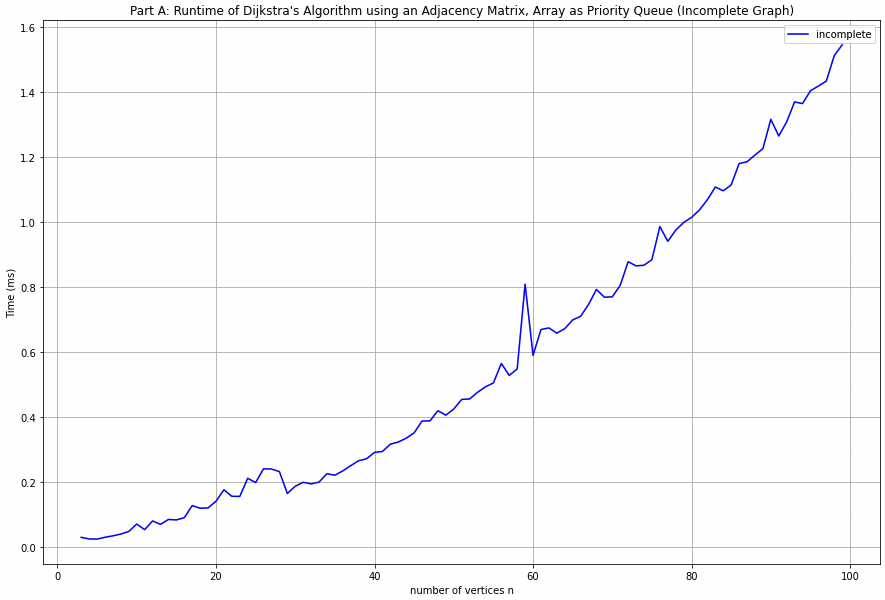 Part A: Runtime of Dijkstra's Algorithm using an Adjacency Matrix, Array as Priority Queue (Incomplete Graph)
incomplete
Time (ms)
1.6
1.4
1.2
1.0
0.8
0.6
0.4
0.2
0.0
0 20 40 60 80 100
number of vertices n